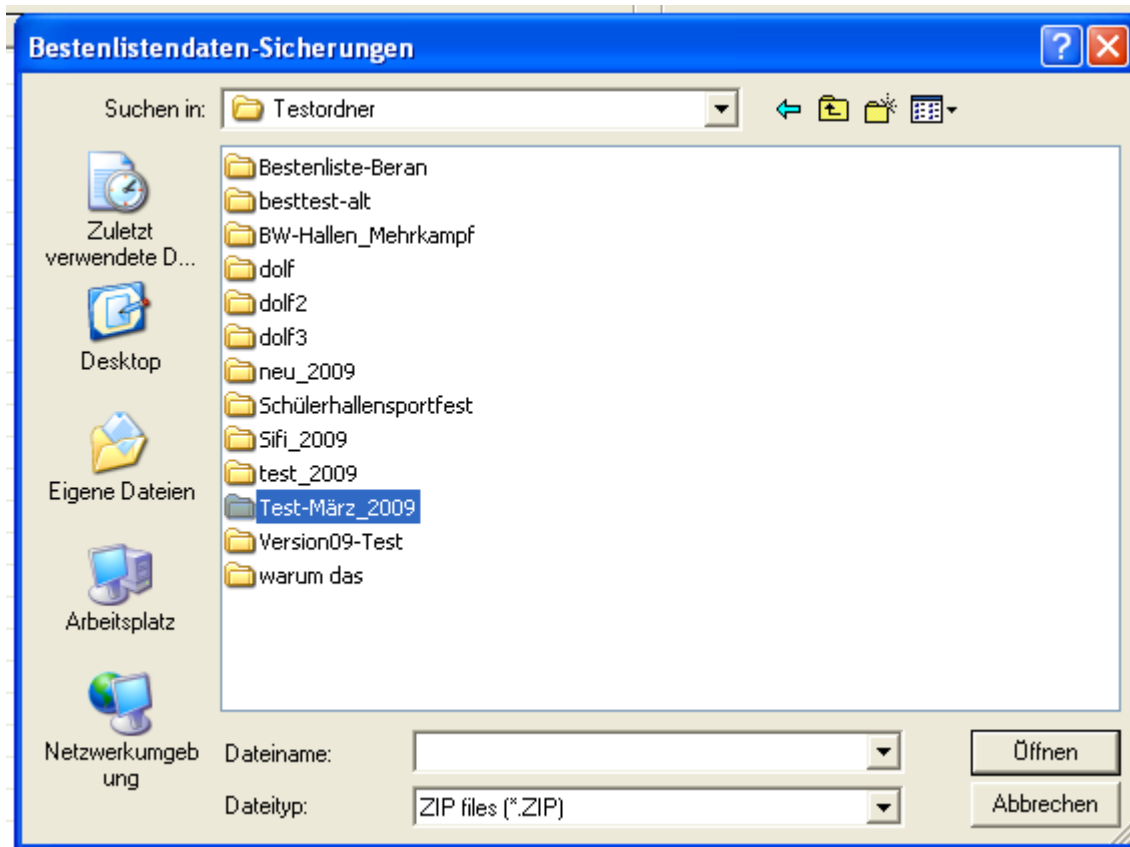 Bestenlistendaten-Sicherungen
Suchen in:
Testordner
Zuletzt
verwendete D...
Desktop
Eigene Dateien
Arbeitsplatz
Netzwerkumgeb
ung
Bestenliste-Beran
besttest-alt
BW-Hallen_Mehrkampf
dolf
dolf2
dolf3
neu_2009
Schülerhallensportfest
Sifi_2009
test_2009
Test-März_2009
Version09-Test
warum das
Dateiname:
Öffnen
Dateityp:
ZIP files (*.ZIP)
Abbrechen